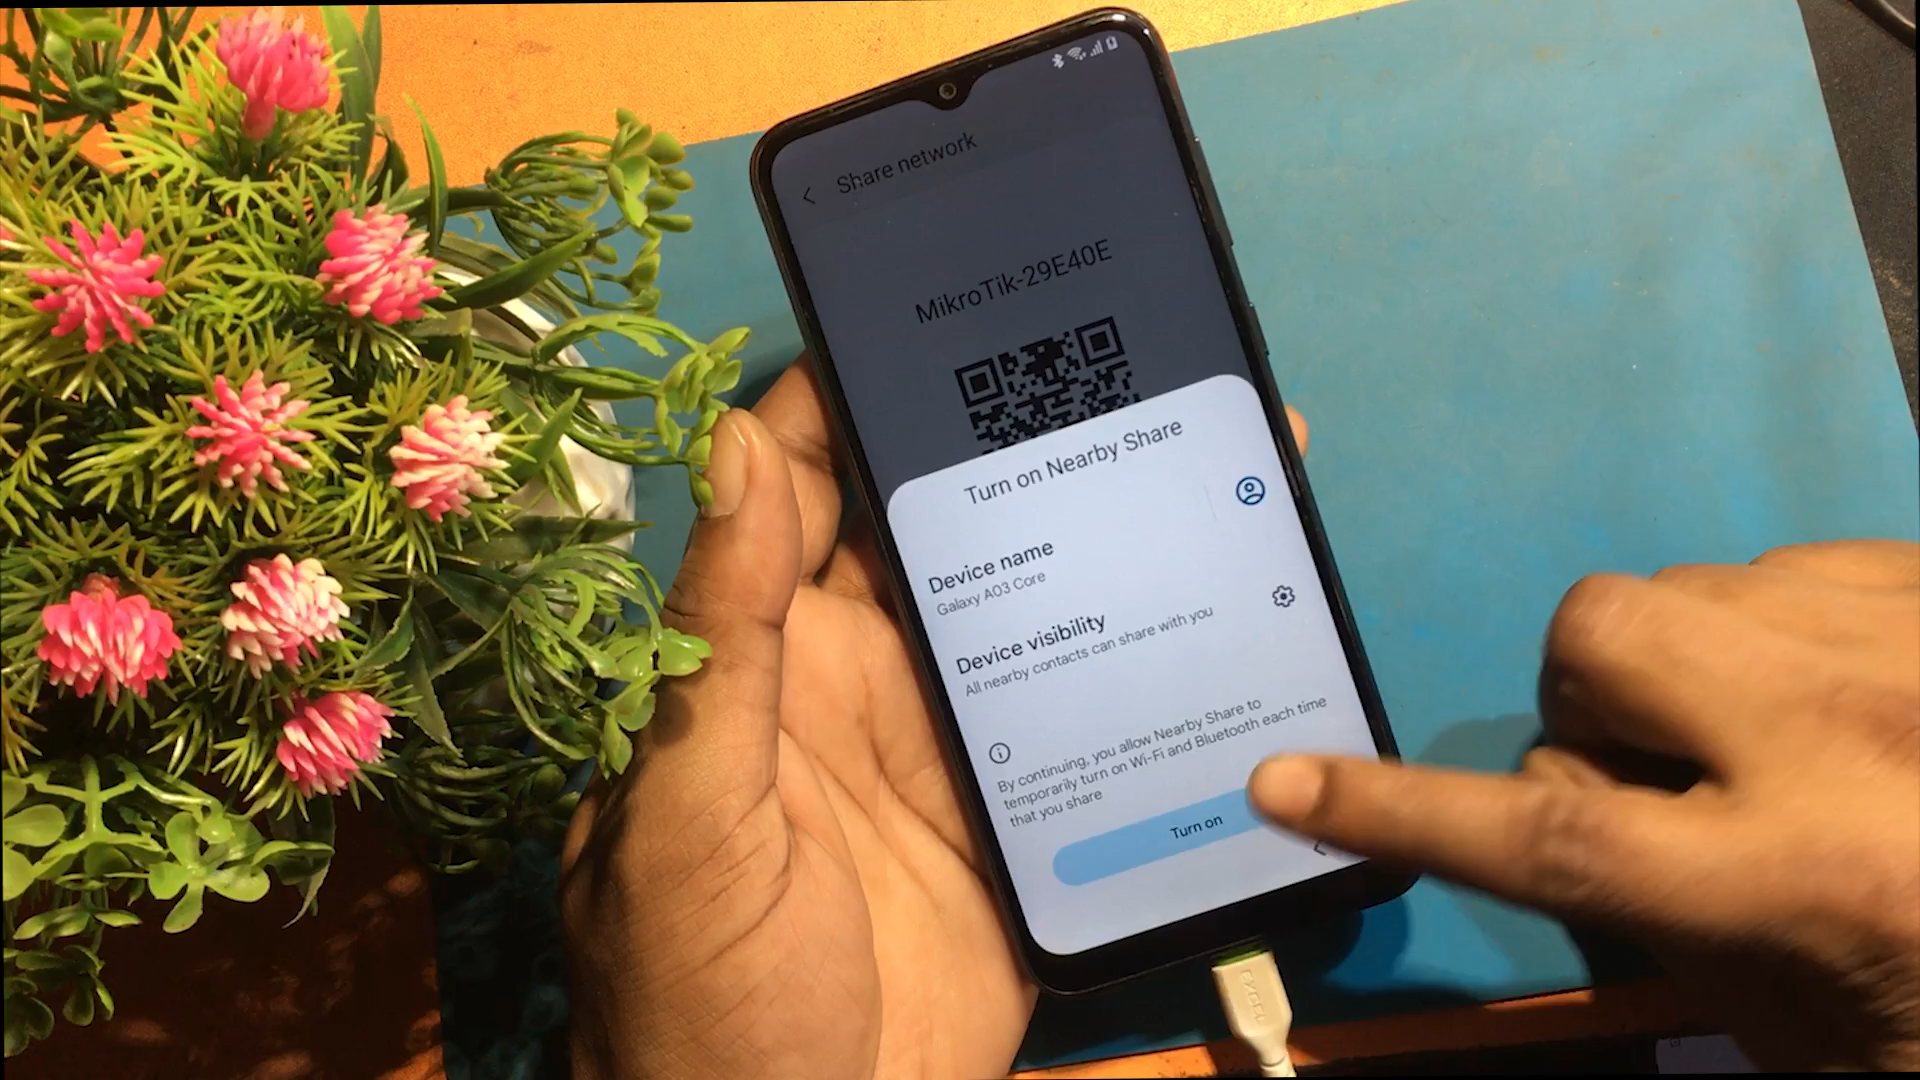 Share network
MikroTik-29E40E
Turn on Nearby Share
Device name
Galaxy A03 Core
Device visibility
All nearby contacts can share with you
By continuing, you allow Nearby Share to
temporarily turn on Wi-Fi and Bluetooth each time
that you share
Turn on
EXCEL